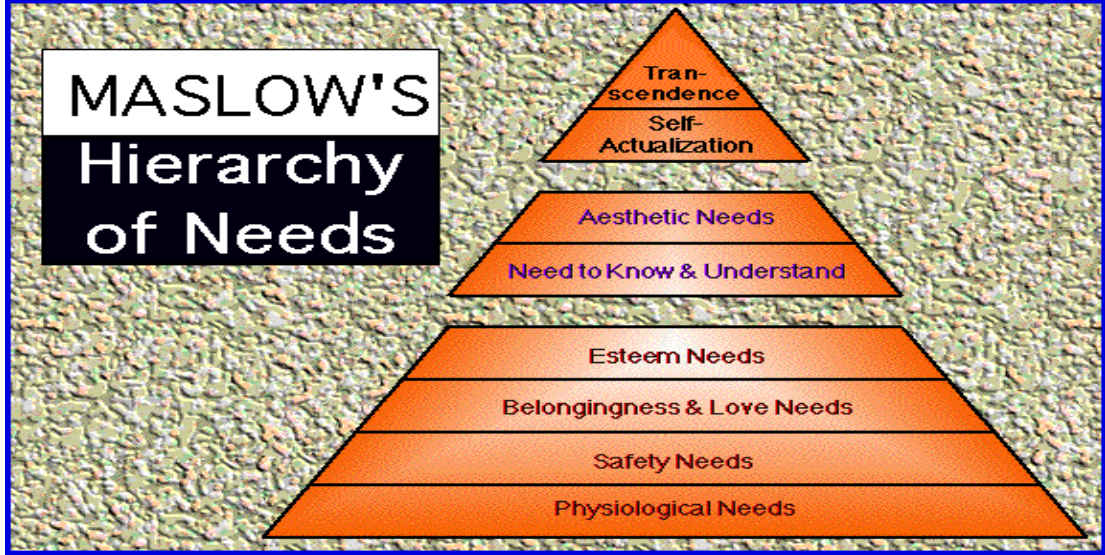 MASLOW'S
Hierarchy
of Needs
Tran-
scendence
Self-
Actualization
Aesthetic Needs
Need to Know & Understand
Esteem Needs
Belongingness & Love Needs
Safety Needs
Physiological Needs